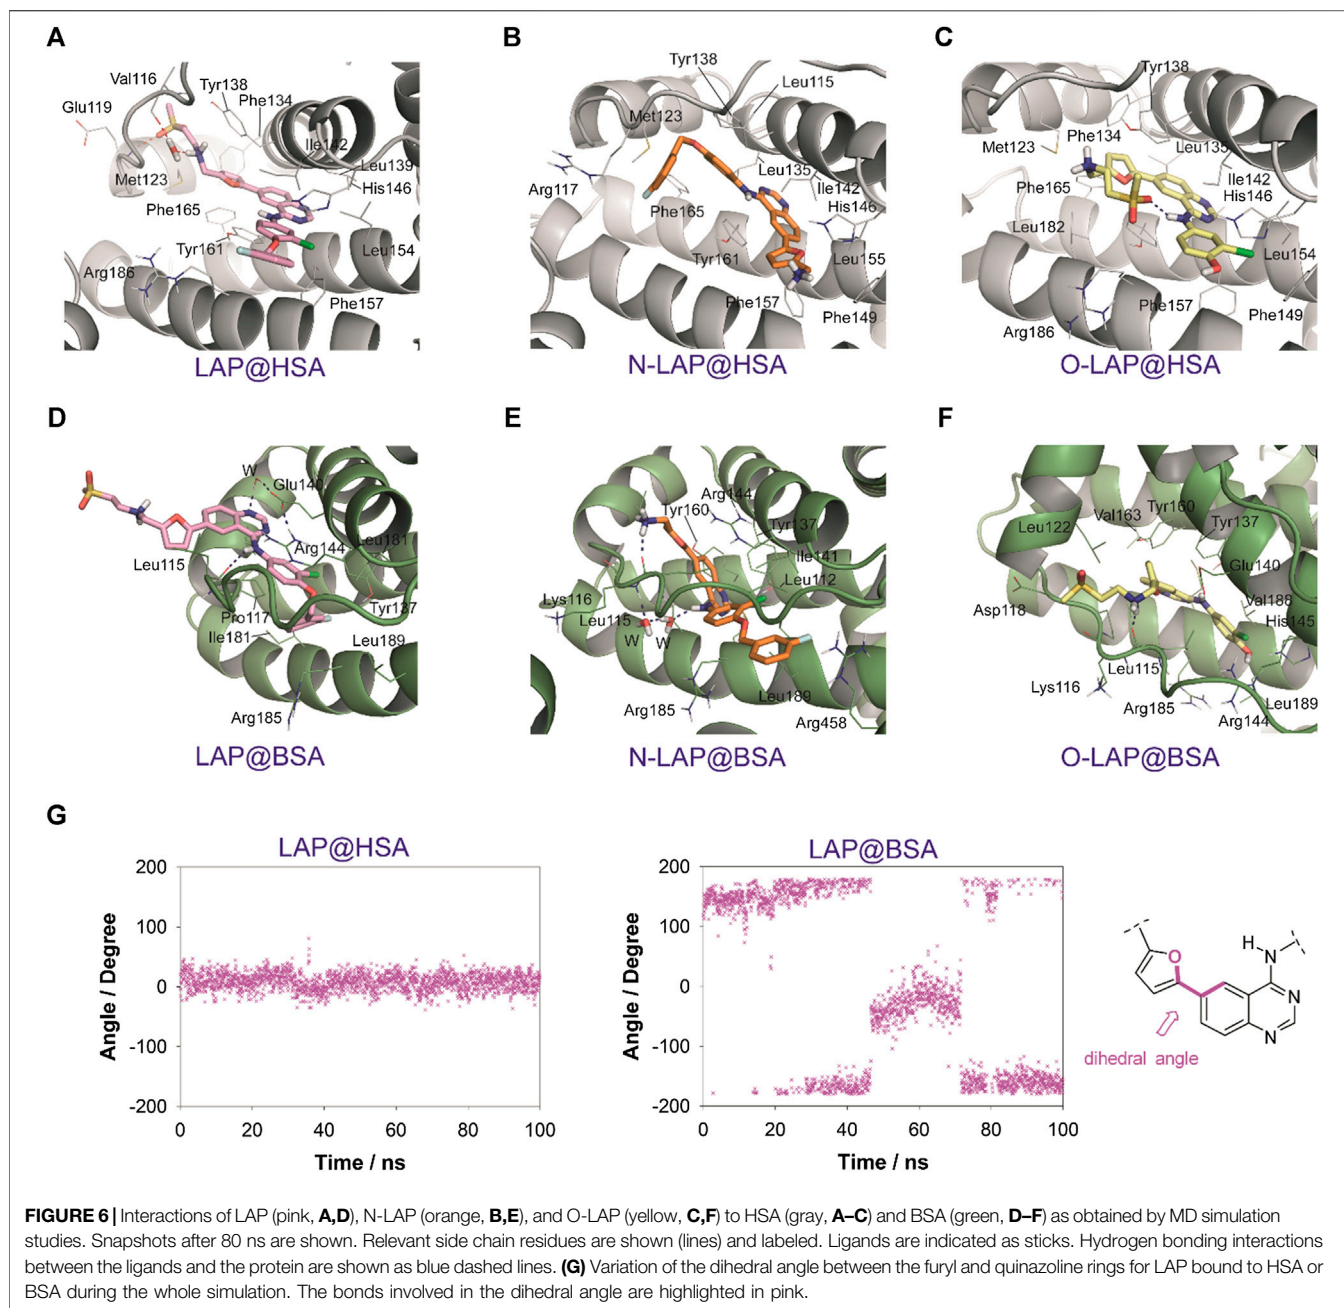 A
Val116
Tyr138
Glu119
Phe134
Ile142
Leu139
Met123
His146
Phe165
Tyr161
Leu154
Arg186
Phe157
LAP@HSA
B
Tyr138
Leu115
Met123
Leu135
Arg117
Ile142
Phe165
His146
Tyr161
Leu155
Phe157
Phe149
N-LAP@HSA
C
Tyr138
Phe134
Met123
Leu135
Phe165
Ile142
His146
Leu182
Leu154
Phe157
Phe149
Arg186
O-LAP@HSA
D
W
Glu140
Arg144
Leu181
Leu115
Pro117
Tyr137
Ile181
Leu189
Arg185
LAP@BSA
E
Arg144
Tyr160
Tyr137
Ile141
Leu112
Lys116
Leu115
W
W
Leu189
Arg185
Arg458
N-LAP@BSA
F
Val163
Tyr160
Leu122
Tyr137
Glu140
Asp118
Val188
His145
Leu115
Lys116
Arg185
Leu189
Arg144
O-LAP@BSA
G
LAP@HSA
200
100
0
-100
-200
Angle / Degree
0 20 40 60 80 100
Time / ns
LAP@BSA
200
100
0
-100
-200
Angle / Degree
0 20 40 60 80 100
Time / ns
O
H
N
N
N
dihedral angle
FIGURE 6 | Interactions of LAP (pink, A,D), N-LAP (orange, B,E), and O-LAP (yellow, C,F) to HSA (gray, A–C) and BSA (green, D–F) as obtained by MD simulation
studies. Snapshots after 80 ns are shown. Relevant side chain residues are shown (lines) and labeled. Ligands are indicated as sticks. Hydrogen bonding interactions
between the ligands and the protein are shown as blue dashed lines. (G) Variation of the dihedral angle between the furyl and quinazoline rings for LAP bound to HSA or
BSA during the whole simulation. The bonds involved in the dihedral angle are highlighted in pink.